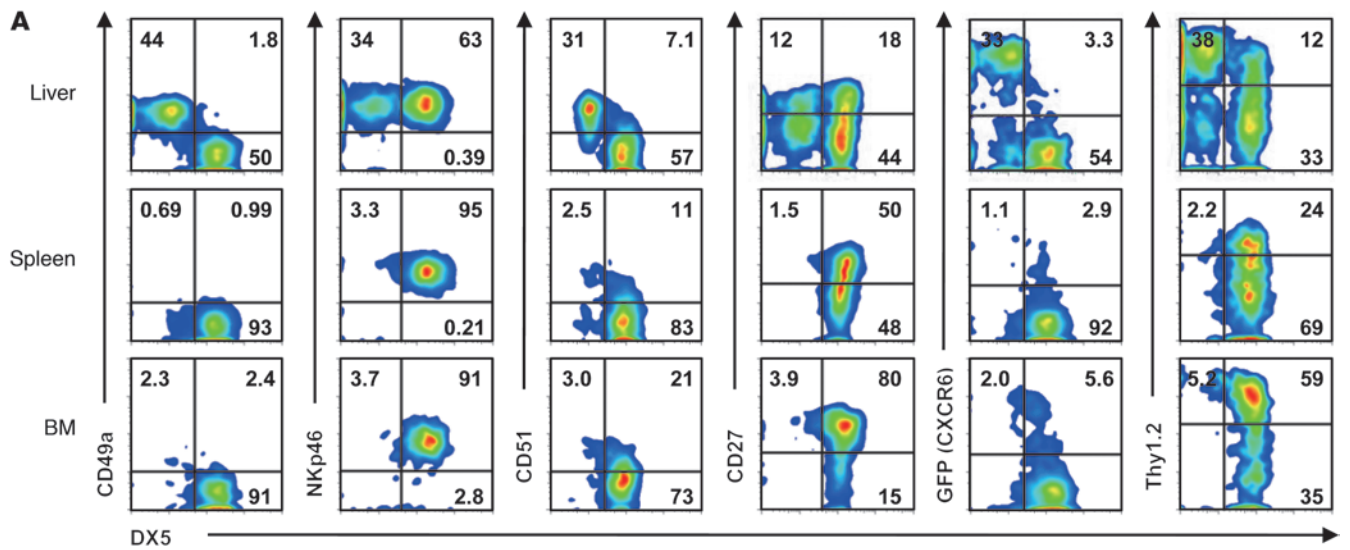 A
44 1.8 34 63 31 7.1 12 18 33 3.3 38 12
Liver
50 0.39 57 44 54 33
0.69 0.99 3.3 95 2.5 11 1.5 50 1.1 2.9 2.2 24
Spleen
93 0.21 83 48 92 69
2.3 2.4 3.7 91 3.0 21 3.9 80 2.0 5.6 5.2 59
BM
91 2.8 73 15 35
CD49a
NKp46
CD51
CD27
GFP (CXCR6)
Thy1.2
DX5